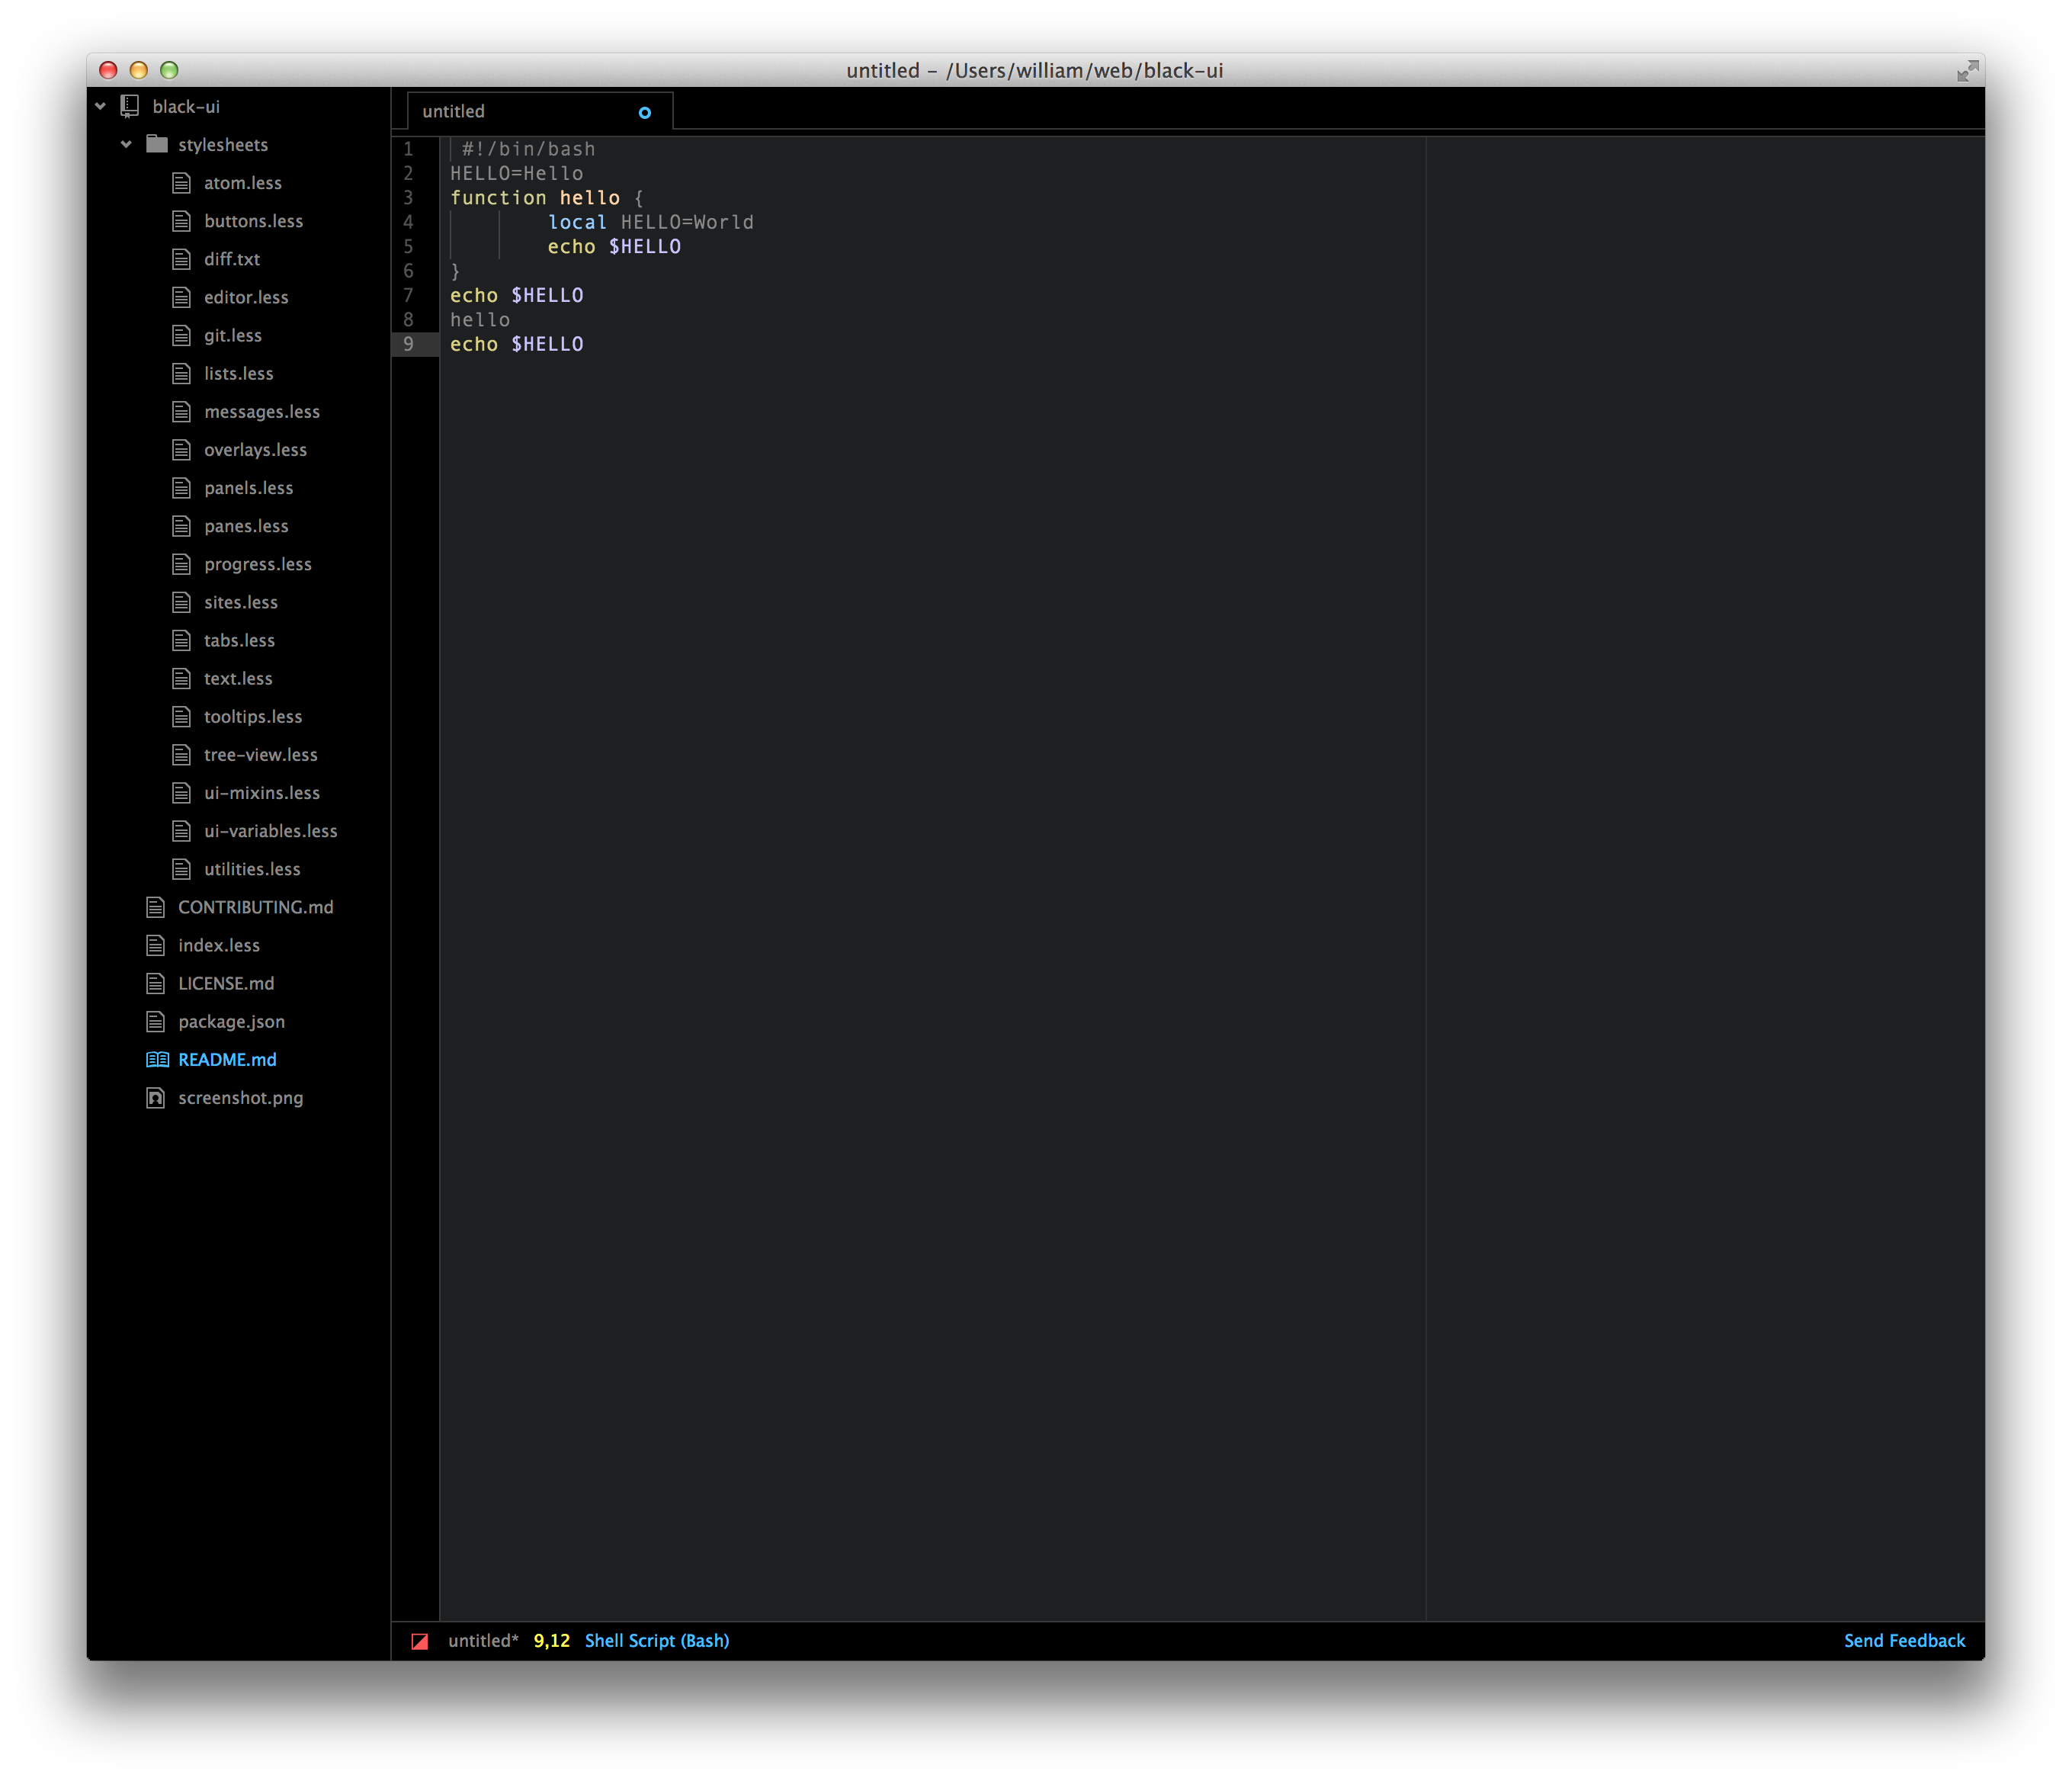 untitled - /Users/william/web/black-ui
black-ui
stylesheets
atom.less
buttons.less
diff.txt
editor.less
git.less
lists.less
messages.less
overlays.less
panels.less
panes.less
progress.less
sites.less
tabs.less
text.less
tooltips.less
tree-view.less
ui-mixins.less
ui-variables.less
utilities.less
CONTRIBUTING.md
index.less
LICENSE.md
package.json
README.md
screenshot.png
untitled
1 #!/bin/bash
2 HELLO=Hello
3 function hello {
4 local HELLO=World
5 echo $HELLO
6 }
7 echo $HELLO
8 hello
9 echo $HELLO
untitled* 9,12 Shell Script (Bash) Send Feedback